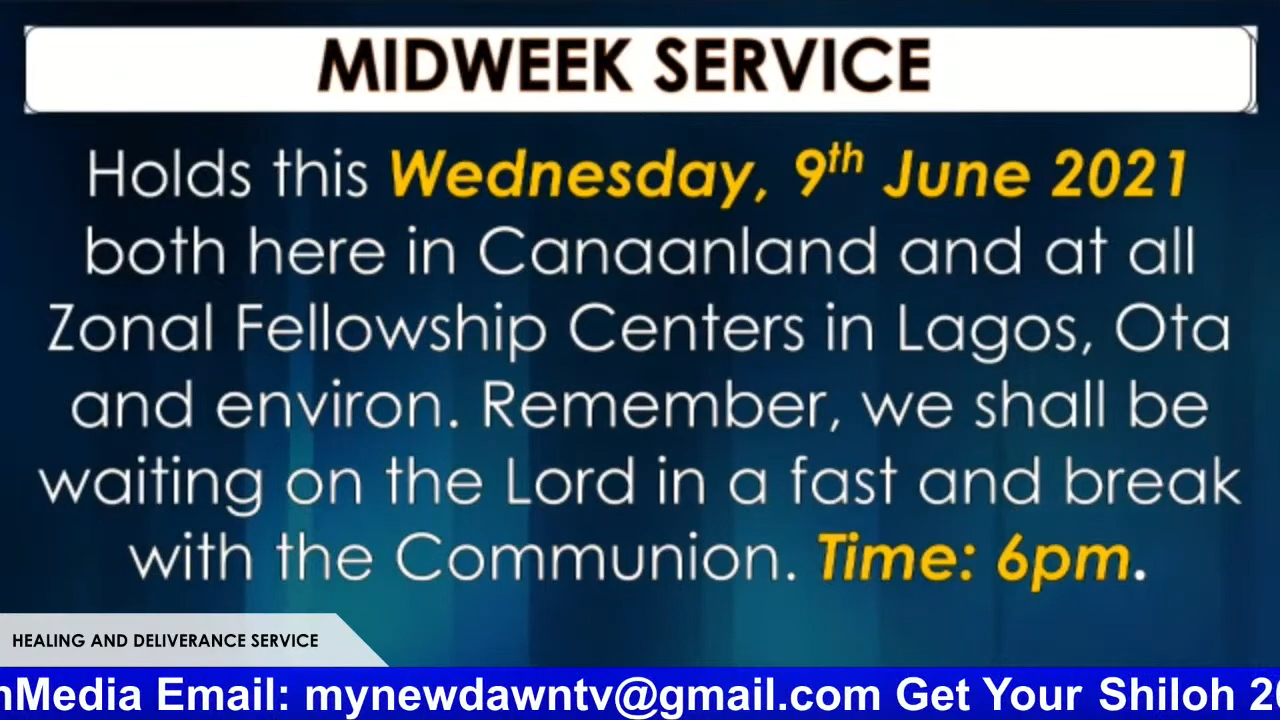 MIDWEEK SERVICE
Holds this Wednesday, 9th June 2021
both here in Canaanland and at all
Zonal Fellowship Centers in Lagos, Ota
and environ. Remember, we shall be
waiting on the Lord in a fast and break
with the Communion. Time: 6pm.
HEALING AND DELIVERANCE SERVICE
Media Email: mynewdawntv@gmail.com Get Your Shiloh